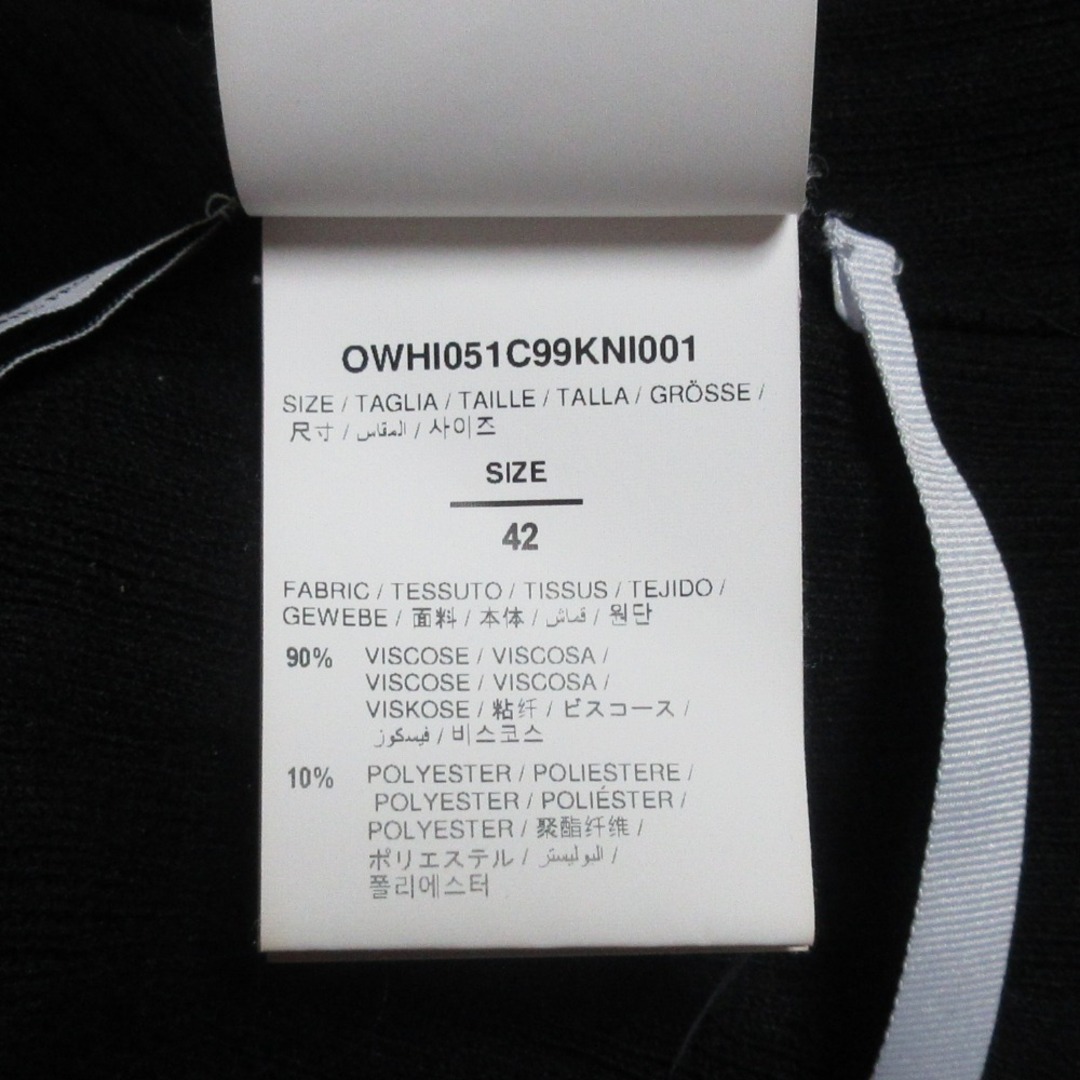 OWHI051C99KNI001
SIZE / TAGLIA / TAILLE / TALLA / GRÖSSE /
尺寸 / المقاس / 사이즈
SIZE
42
FABRIC / TESSUTO / TISSUS / TEJIDO /
GEWEBE / 面料 / 本体 / قماش / 원단
90% VISCOSE / VISCOSA /
VISCOSE / VISCOSA /
VISKOSE / 粘纤 / ビスコース /
فيسكوز / 비스코스
10% POLYESTER / POLIESTERE /
POLYESTER / POLIÉSTER /
POLYESTER / 聚酯纤维 /
ポリエステル / البوليستر /
폴리에스터